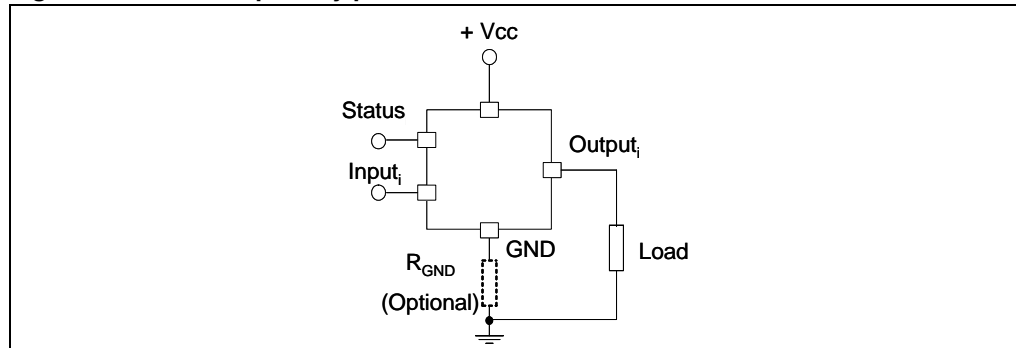 + Vcc
Status
Output_i
Input_i
GND
R_GND
Load
(Optional)